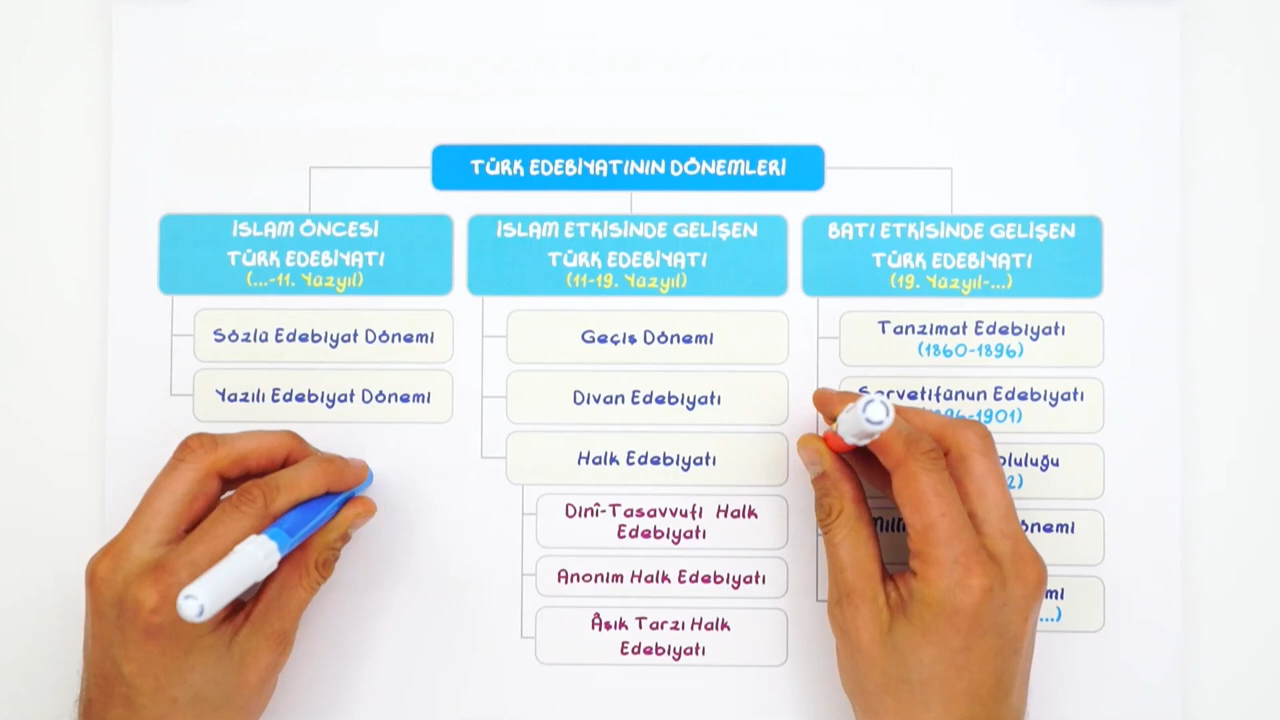 TÜRK EDEBİYATININ DÖNEMLERİ
İSLAM ÖNCESİ
TÜRK EDEBİYATI
(...-11. Yüzyıl)
Sözlü Edebiyat Dönemi
Yazılı Edebiyat Dönemi
İSLAM ETKİSİNDE GELİŞEN
TÜRK EDEBİYATI
(11-19. Yüzyıl)
Geçiş Dönemi
Divan Edebiyatı
Halk Edebiyatı
Dinî-Tasavvufi Halk
Edebiyatı
Anonim Halk Edebiyatı
Âşık Tarzı Halk
Edebiyatı
BATI ETKİSİNDE GELİŞEN
TÜRK EDEBİYATI
(19. Yüzyıl-...)
Tanzimat Edebiyatı
(1860-1896)
Servetifünun Edebiyatı
-1901)